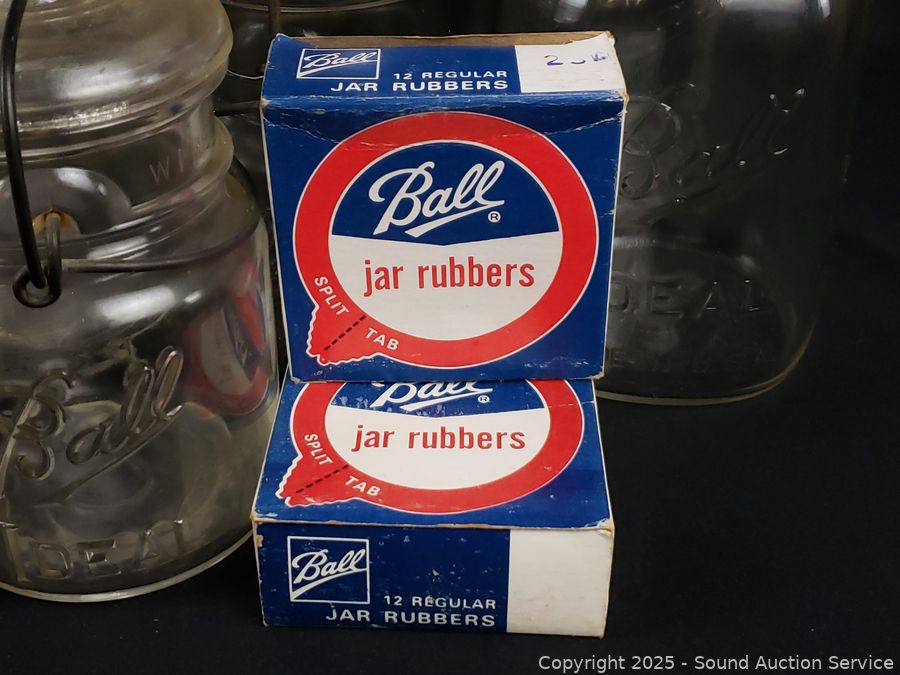 Ball
12 REGULAR
JAR RUBBERS
Ball®
jar rubbers
SPLIT TAB
Ball®
jar rubbers
SPLIT TAB
Ball
12 REGULAR
JAR RUBBERS
Ball
IDEAL
Ball
IDEAL
Copyright © 2025 - Sound Auction Service